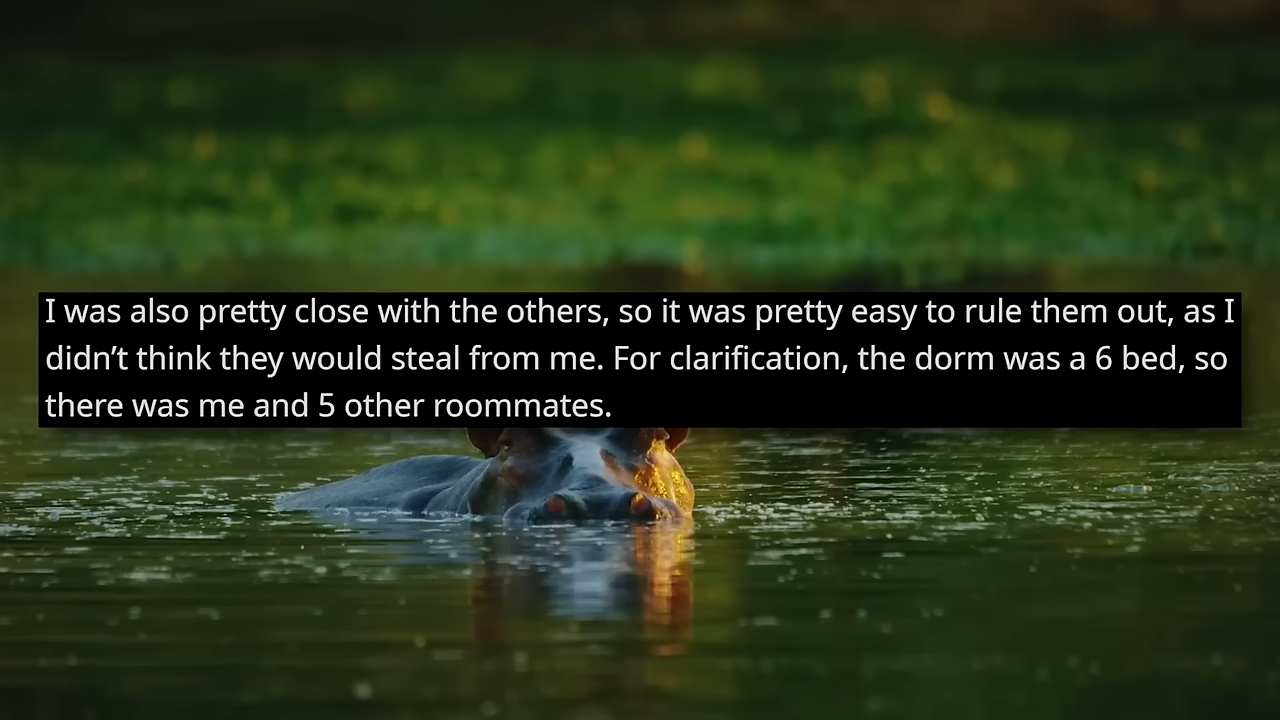 I was also pretty close with the others, so it was pretty easy to rule them out, as I
didn’t think they would steal from me. For clarification, the dorm was a 6 bed, so
there was me and 5 other roommates.